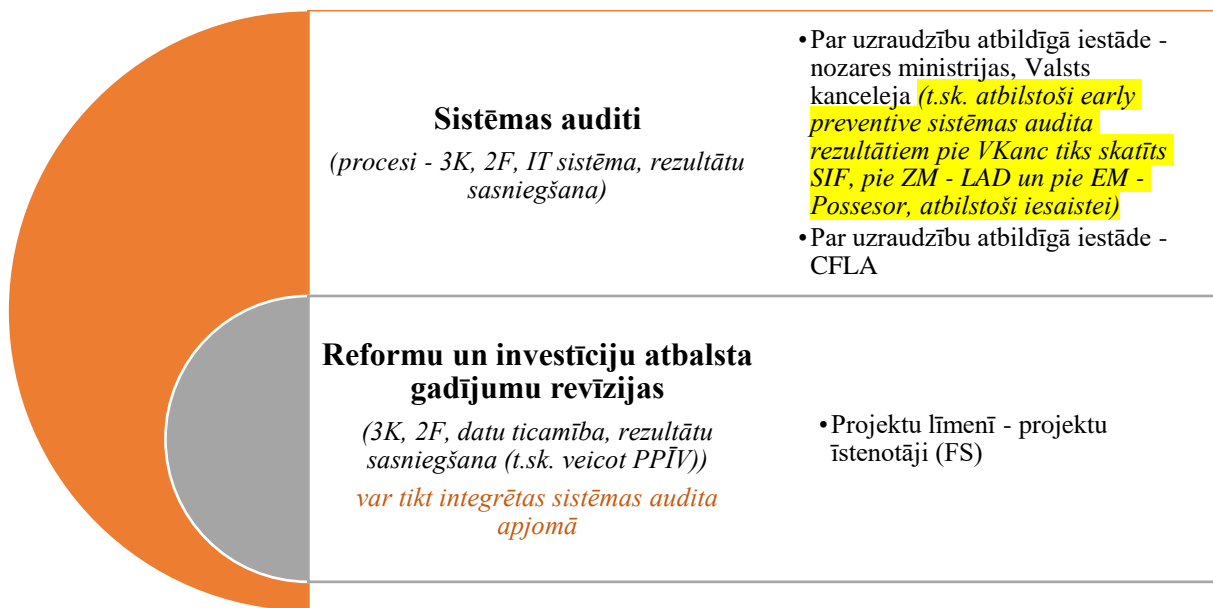 Sistēmas auditi
(procesi - 3K, 2F, IT sistēma, rezultātu
sasniegšana)
•Par uzraudzību atbildīgā iestāde -
nozares ministrijas, Valsts
kanceleja (t.sk. atbilstoši early
preventive sistēmas audita
rezultātiem pie VKanc tiks skatīts
SIF, pie ZM - LAD un pie EM -
Possesor, atbilstoši iesaistei)
•Par uzraudzību atbildīgā iestāde -
CFLA
Reformu un investīciju atbalsta
gadījumu revīzijas
(3K, 2F, datu ticamība, rezultātu
sasniegšana (t.sk. veicot PPĪV))
var tikt integrētas sistēmas audita
apjomā
•Projektu līmenī - projektu
īstenotāji (FS)